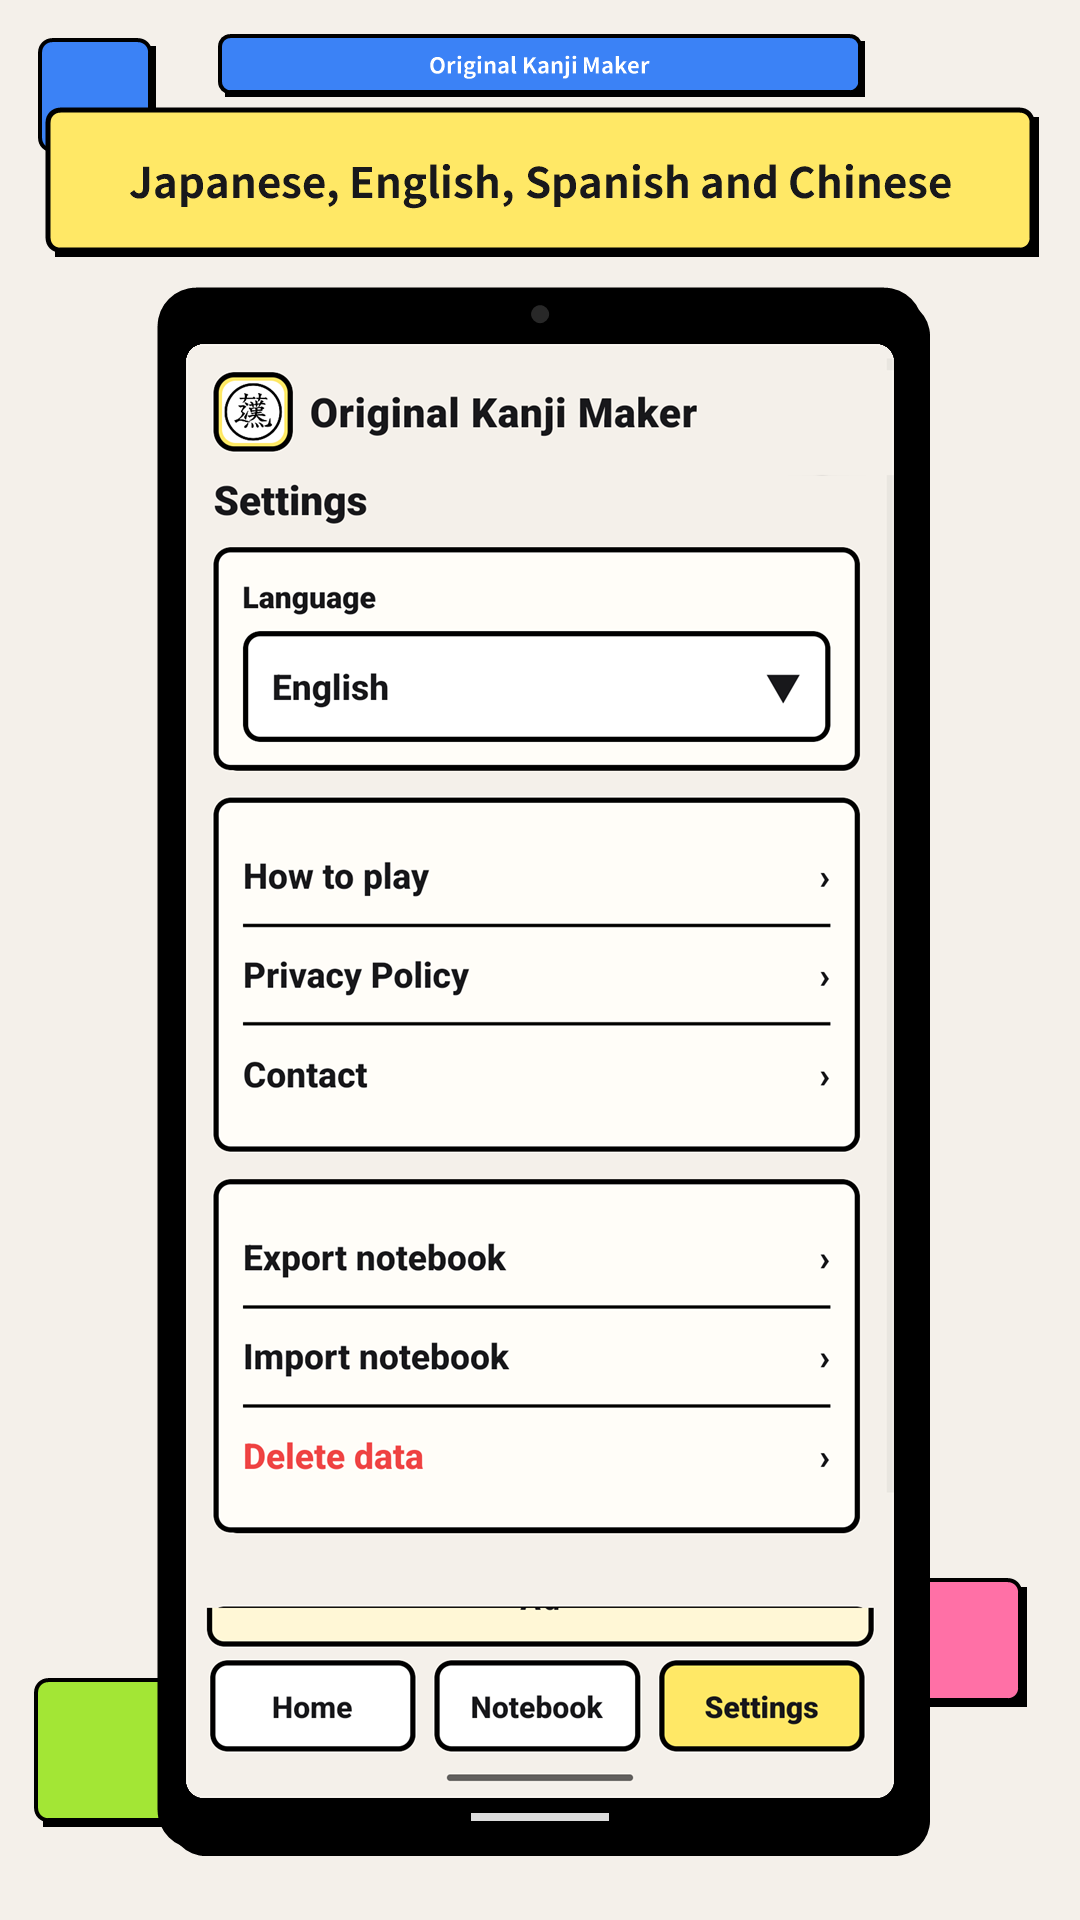 Original Kanji Maker
Japanese, English, Spanish and Chinese
Original Kanji Maker
Settings
Language
English
How to play
Privacy Policy
Contact
Export notebook
Import notebook
Delete data
Home
Notebook
Settings